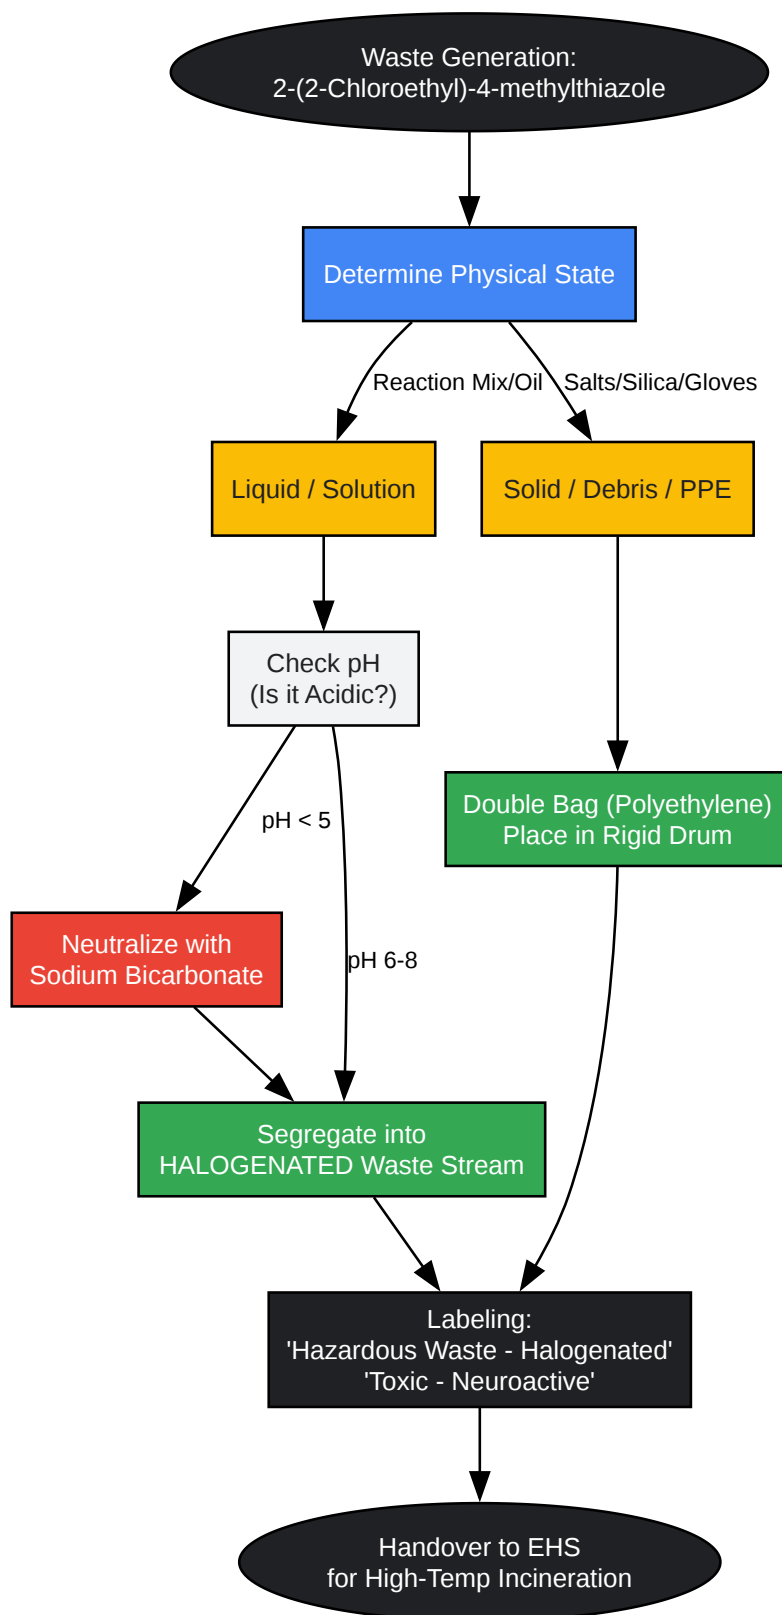 Waste Generation:
2-(2-Chloroethyl)-4-methylthiazole
Determine Physical State
Reaction Mix/Oil
Salts/Silica/Gloves
Liquid / Solution
Solid / Debris / PPE
Check pH
(Is it Acidic?)
Double Bag (Polyethylene)
Place in Rigid Drum
pH < 5
Neutralize with
Sodium Bicarbonate
pH 6-8
Segregate into
HALOGENATED Waste Stream
Labeling:
'Hazardous Waste - Halogenated'
'Toxic - Neuroactive'
Handover to EHS
for High-Temp Incineration